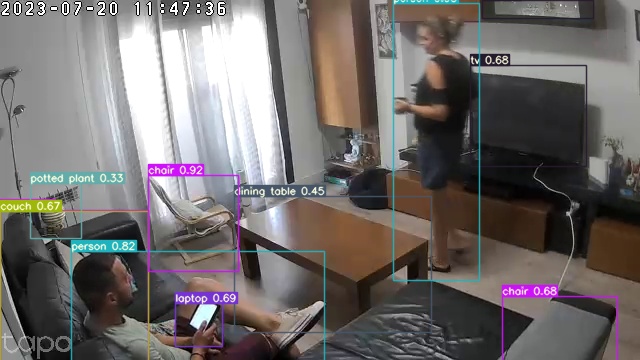 2023-07-20 11:47:36
tv 0.68
chair 0.92
potted plant 0.33
dining table 0.45
couch 0.67
person 0.82
laptop 0.69
chair 0.68
tapo